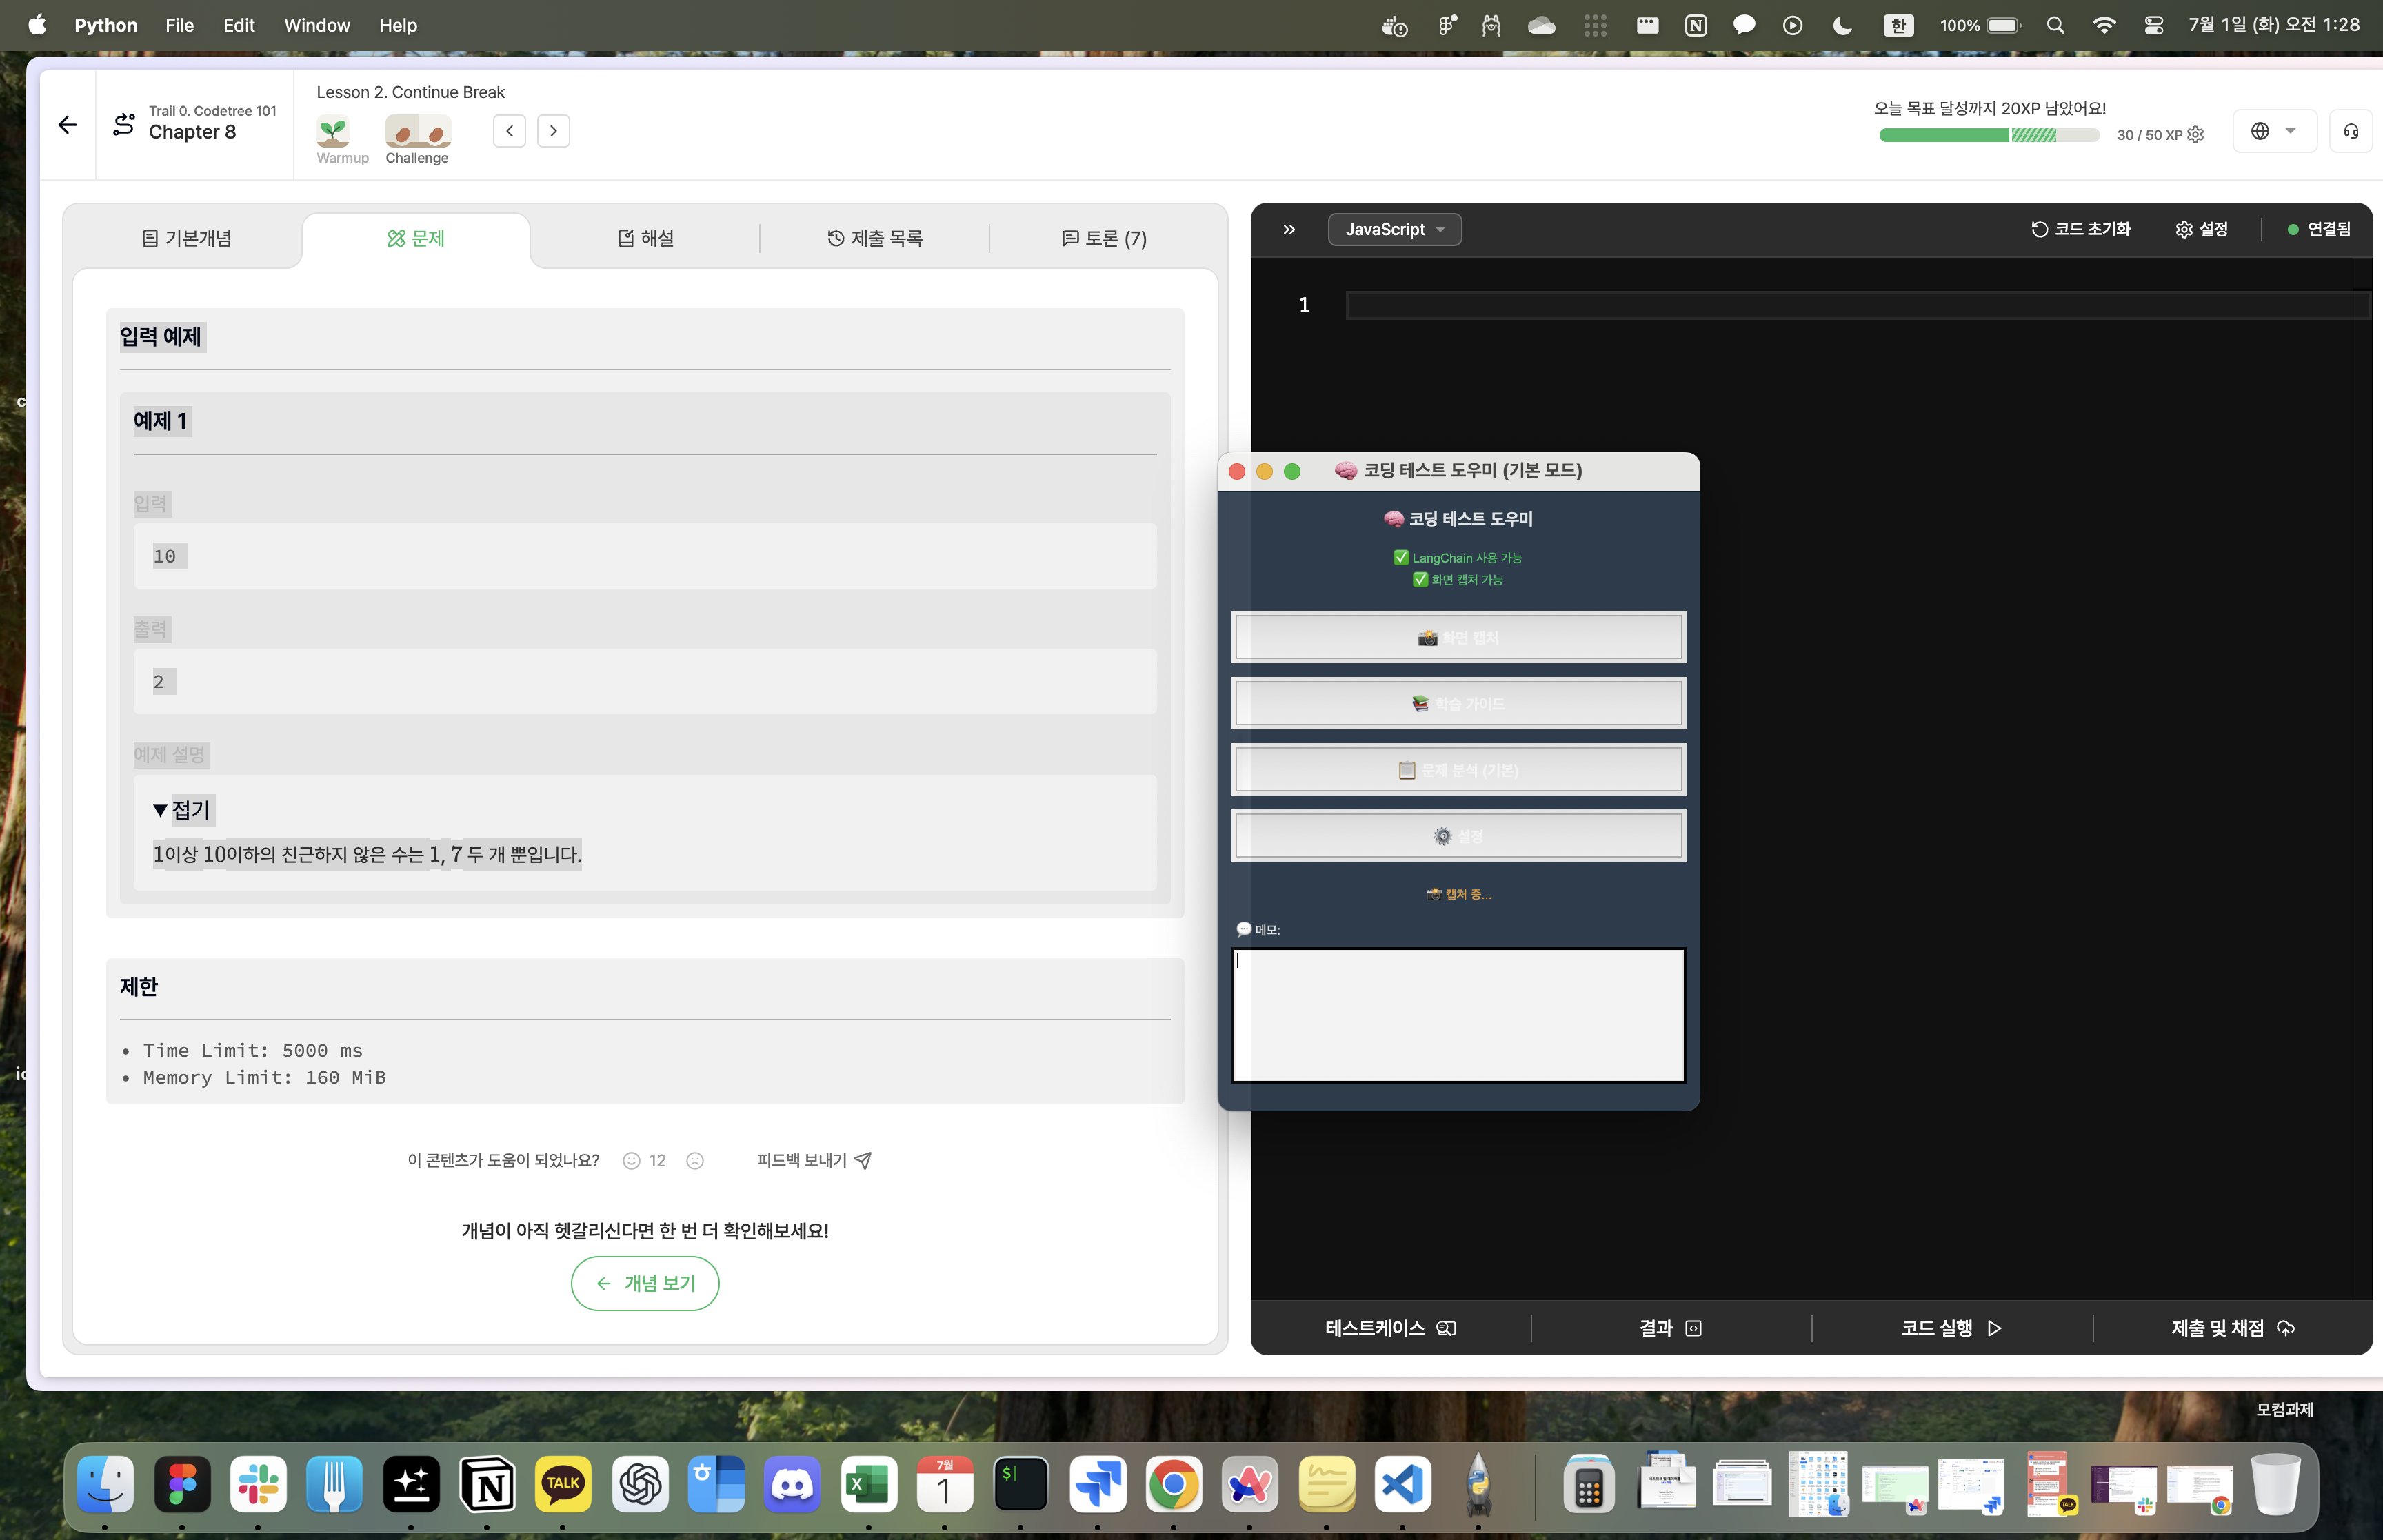 Python File Edit Window Help
한 100% 7월 1일 (화) 오전 1:28
Trail 0. Codetree 101
Chapter 8
Lesson 2. Continue Break
Warmup
Challenge
오늘 목표 달성까지 20XP 남았어요!
30 / 50 XP
기본개념
문제
해설
제출 목록
토론 (7)
입력 예제
예제 1
입력
10
출력
2
예제 설명
▼ 접기
1이상 10이하의 친근하지 않은 수는 1, 7 두 개 뿐입니다.
제한
• Time Limit: 5000 ms
• Memory Limit: 160 MiB
이 콘텐츠가 도움이 되었나요? 12 피드백 보내기
개념이 아직 헷갈리신다면 한 번 더 확인해보세요!
← 개념 보기
JavaScript
코드 초기화
설정
연결됨
1
🧠 코딩 테스트 도우미 (기본 모드)
🧠 코딩 테스트 도우미
✅ LangChain 사용 가능
✅ 화면 캡처 가능
📸 화면 캡처
📚 학습 가이드
📋 문제 분석 (기본)
⚙️ 설정
📸 캡처 중...
💬 메모:
테스트케이스
결과
코드 실행
제출 및 채점
모컴과제
TALK
7월
1
$